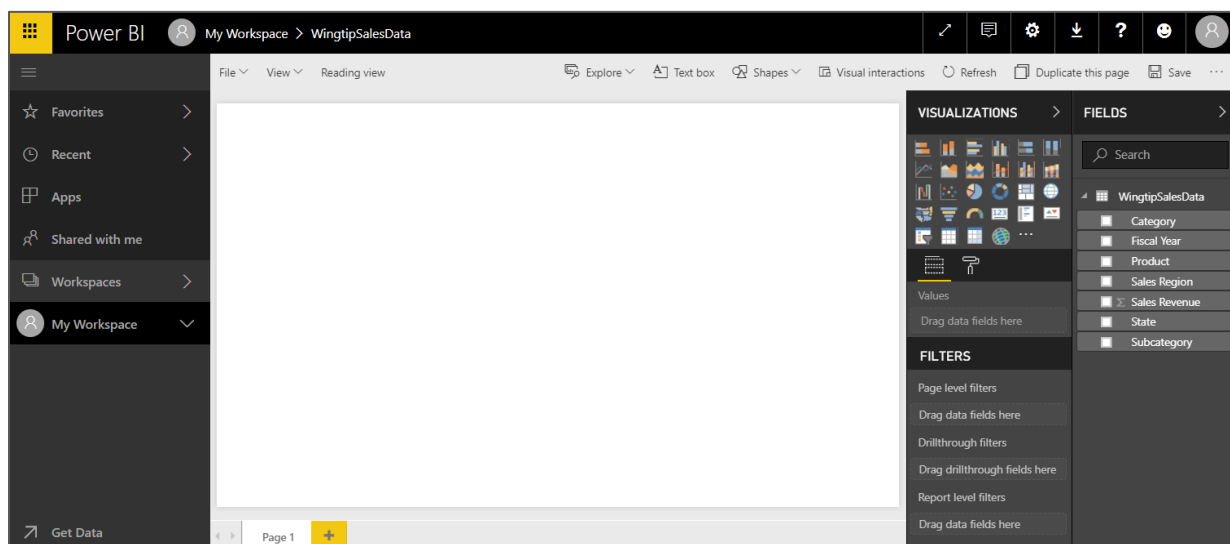 Power BI
My Workspace > WingtipSalesData
File View Reading view
Explore Text box Shapes Visual interactions Refresh Duplicate this page Save ...
Favorites
Recent
Apps
Shared with me
Workspaces
My Workspace
Get Data
Page 1
VISUALIZATIONS
123
Values
Drag data fields here
FILTERS
Page level filters
Drag data fields here
Drillthrough filters
Drag drillthrough fields here
Report level filters
Drag data fields here
FIELDS
Search
WingtipSalesData
Category
Fiscal Year
Product
Sales Region
Σ Sales Revenue
State
Subcategory